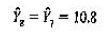 Ŷ₈ = Ŷ₇ = 10.8